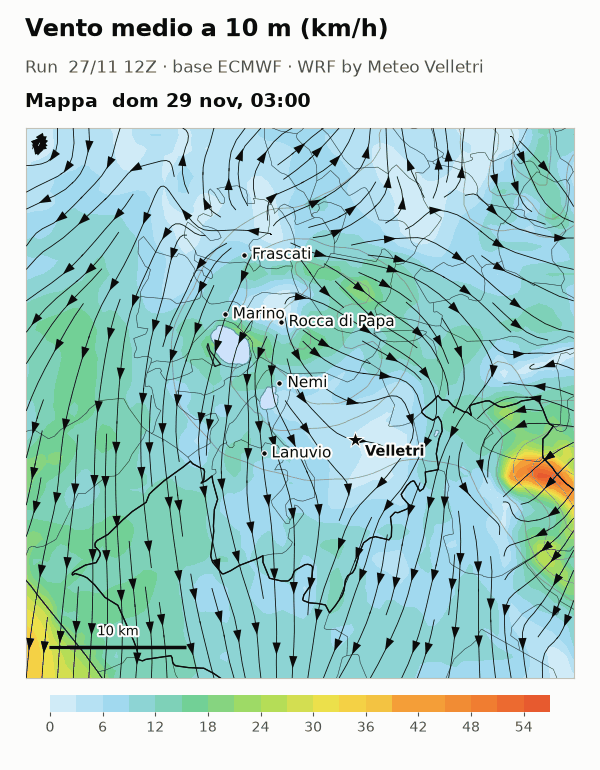 Vento medio a 10 m (km/h)
Run  27/11 12Z · base ECMWF · WRF by Meteo Velletri
Mappa  dom 29 nov, 03:00
Frascati
Marino
Rocca di Papa
Nemi
Velletri
Lanuvio
10 km
0 6 12 18 24 30 36 42 48 54